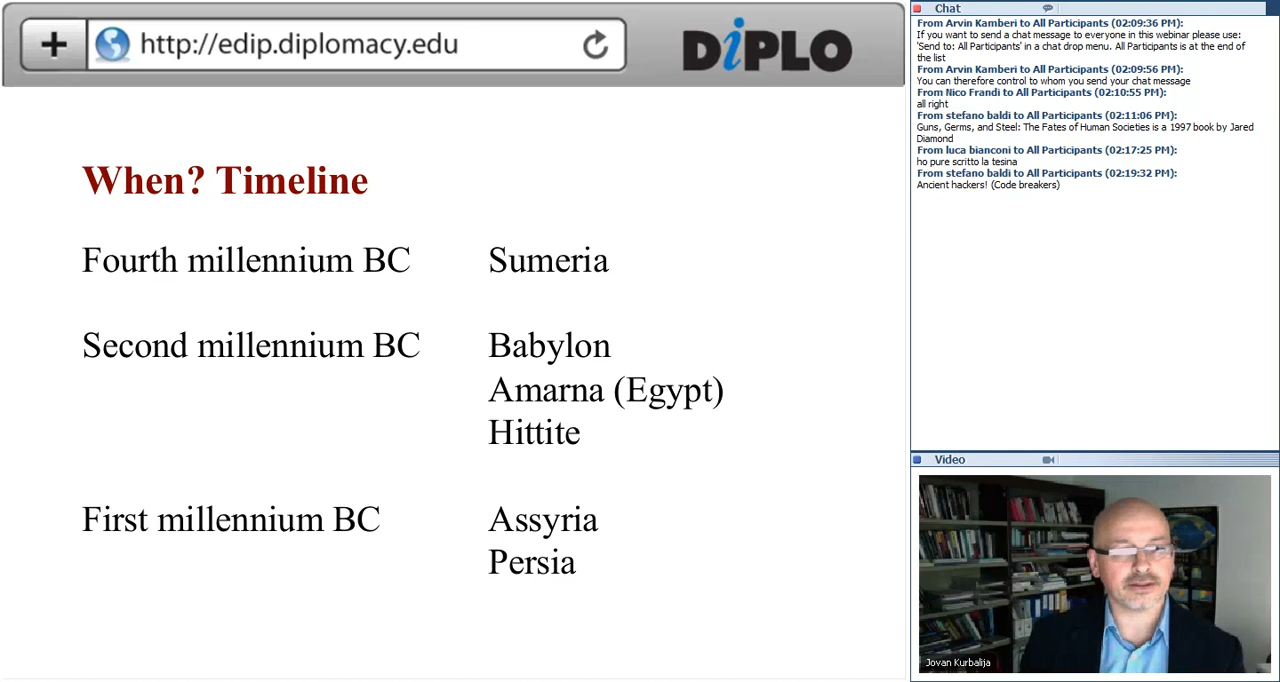 http://edip.diplomacy.edu
DiPLO
When? Timeline
Fourth millennium BC Sumeria
Second millennium BC Babylon
Amarna (Egypt)
Hittite
First millennium BC Assyria
Persia
Chat
From Arvin Kamberi to All Participants (02:09:36 PM):
If you want to send a chat message to everyone in this webinar please use:
'Send to: All Participants' in a chat drop menu. All Participants is at the end of
the list
From Arvin Kamberi to All Participants (02:09:56 PM):
You can therefore control to whom you send your chat message
From Nico Frandi to All Participants (02:10:55 PM):
all right
From stefano baldi to All Participants (02:11:06 PM):
Guns, Germs, and Steel: The Fates of Human Societies is a 1997 book by Jared
Diamond
From luca bianconi to All Participants (02:17:25 PM):
ho pure scritto la tesina
From stefano baldi to All Participants (02:19:32 PM):
Ancient hackers! (Code breakers)
Video
Jovan Kurbalija